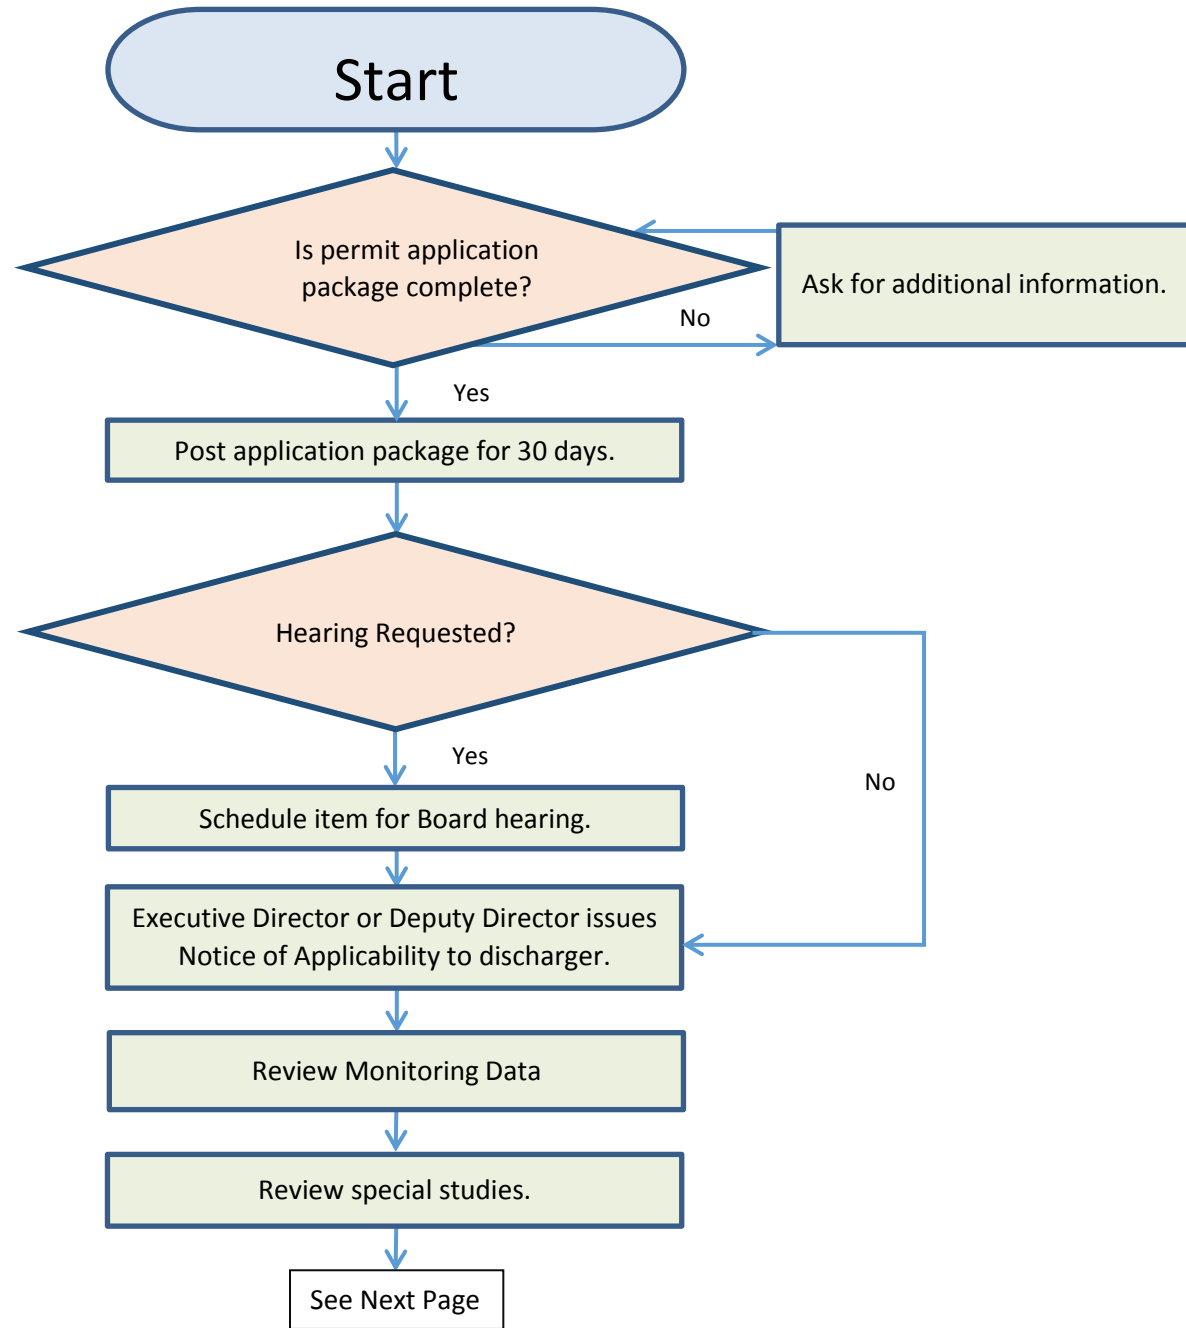 Start
Is permit application
package complete?
Ask for additional information.
No
Yes
Post application package for 30 days.
Hearing Requested?
Yes
No
Schedule item for Board hearing.
Executive Director or Deputy Director issues
Notice of Applicability to discharger.
Review Monitoring Data
Review special studies.
See Next Page